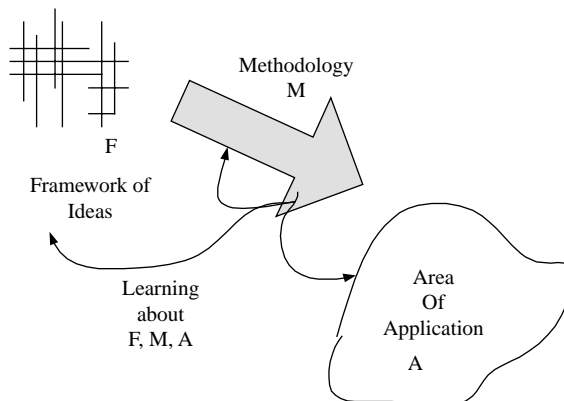 Methodology
M
F
Framework of
Ideas
Learning
about
F, M, A
Area
Of
Application
A